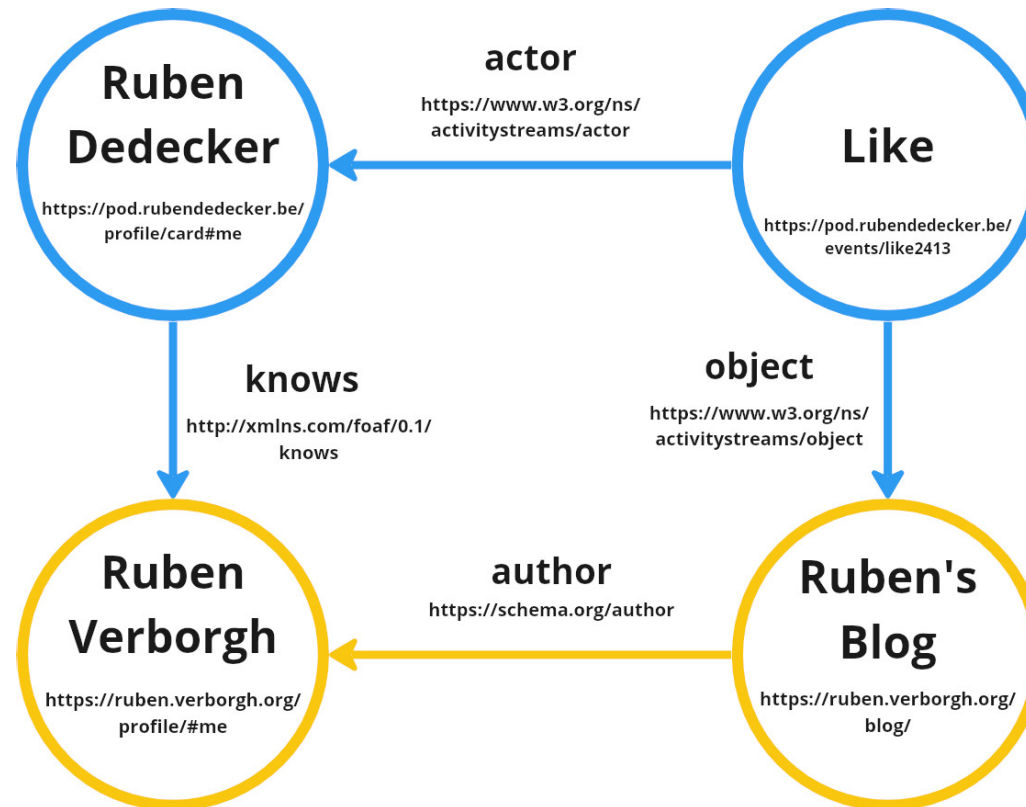 Ruben
Dedecker
https://pod.rubendedecker.be/
profile/card#me
actor
https://www.w3.org/ns/
activitystreams/actor
Like
https://pod.rubendedecker.be/
events/like2413
knows
http://xmlns.com/foaf/0.1/
knows
object
https://www.w3.org/ns/
activitystreams/object
Ruben
Verborgh
https://ruben.verborgh.org/
profile/#me
author
https://schema.org/author
Ruben's
Blog
https://ruben.verborgh.org/
blog/